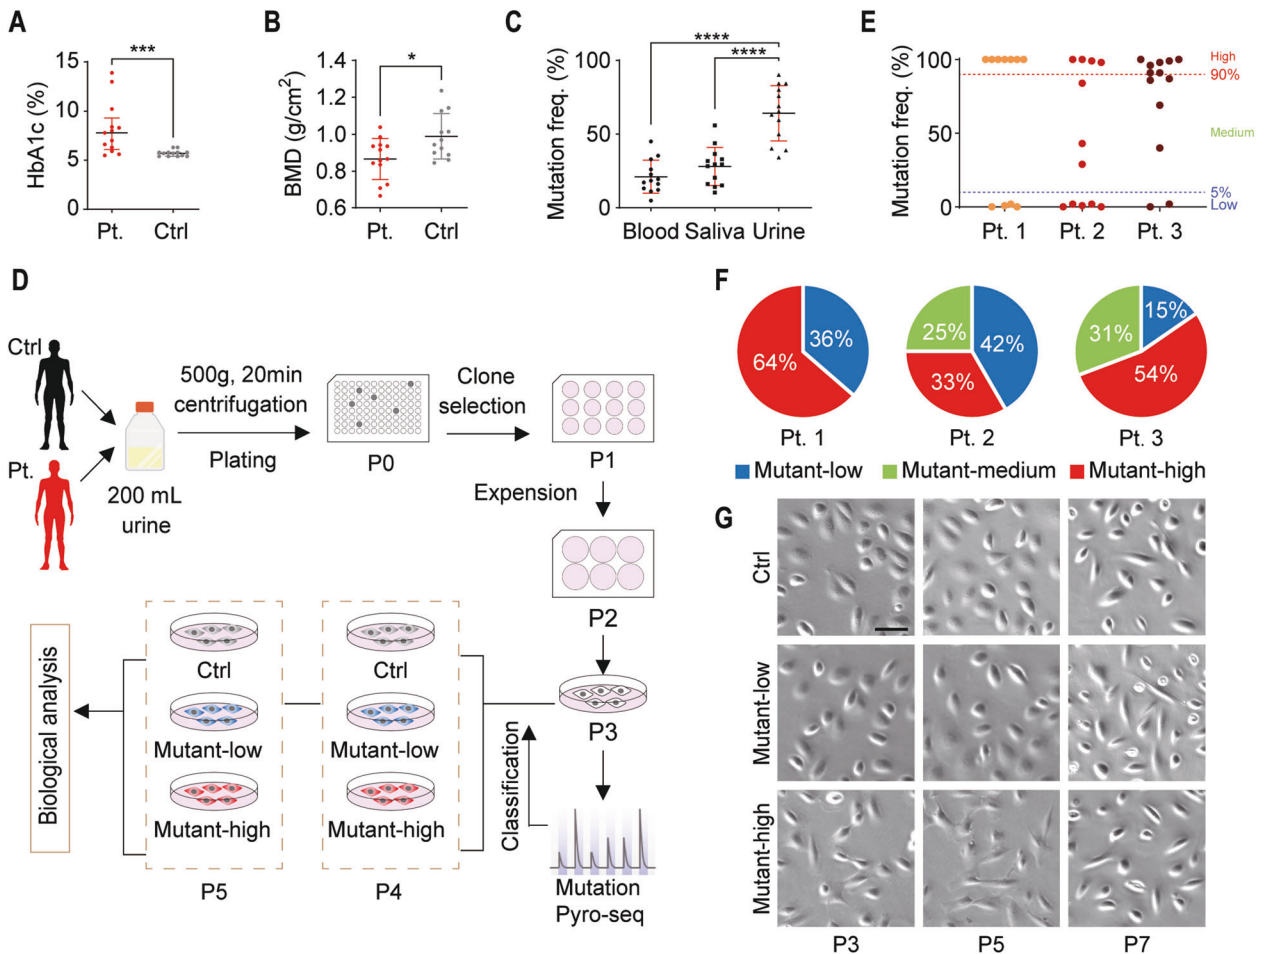 A
HbA1c (%)
15
10
5
0
***
Pt.
Ctrl
B
BMD (g/cm²)
1.4
1.2
1.0
0.8
0.6
*
Pt.
Ctrl
C
Mutation freq. (%)
100
50
0
****
****
Blood
Saliva
Urine
E
Mutation freq. (%)
100
50
0
High
90%
Medium
5%
Low
Pt. 1
Pt. 2
Pt. 3
D
Ctrl
Pt.
200 mL
urine
500g, 20min
centrifugation
Plating
P0
Clone
selection
P1
Expension
P2
P3
Classification
Mutation
Pyro-seq
Ctrl
Mutant-low
Mutant-high
P4
Ctrl
Mutant-low
Mutant-high
P5
Biological analysis
F
64%
36%
Pt. 1
25%
42%
33%
Pt. 2
31%
15%
54%
Pt. 3
Mutant-low
Mutant-medium
Mutant-high
G
Ctrl
Mutant-low
Mutant-high
P3
P5
P7